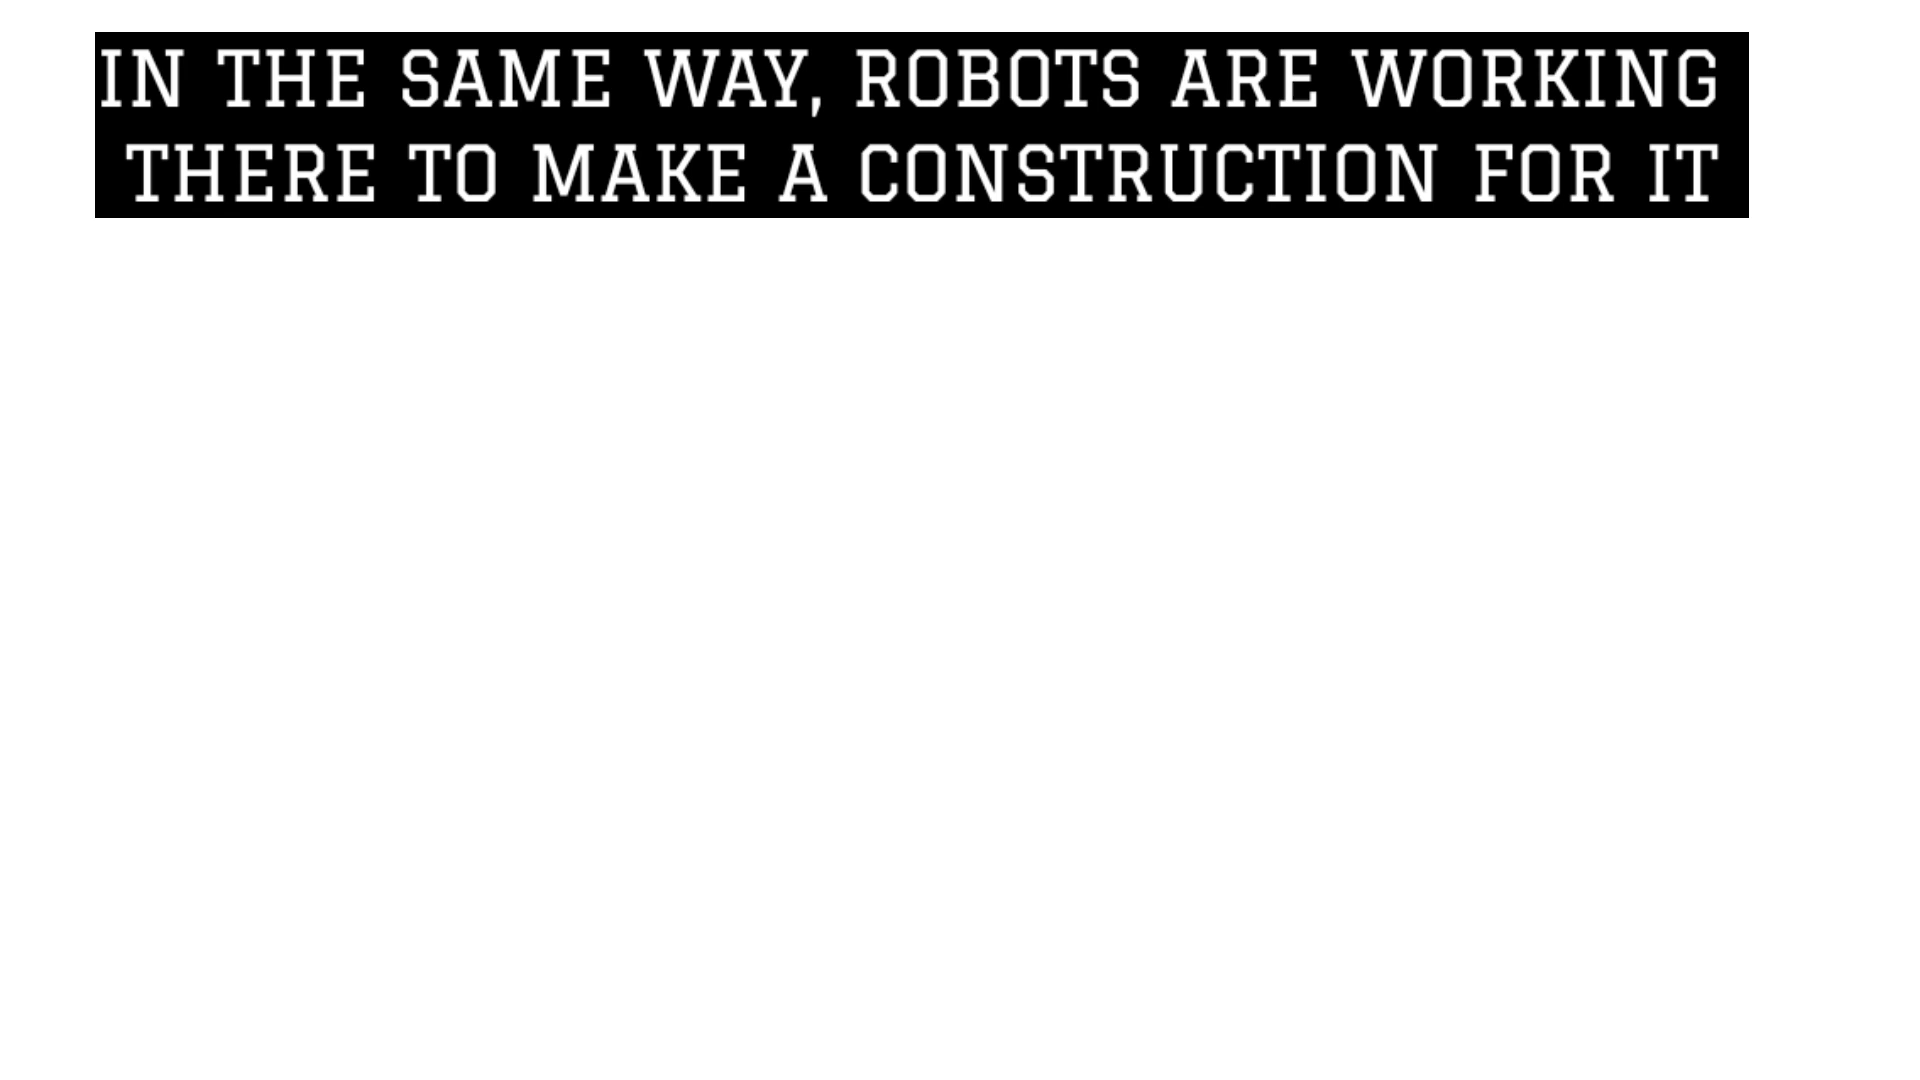 IN THE SAME WAY, ROBOTS ARE WORKING
THERE TO MAKE A CONSTRUCTION FOR IT